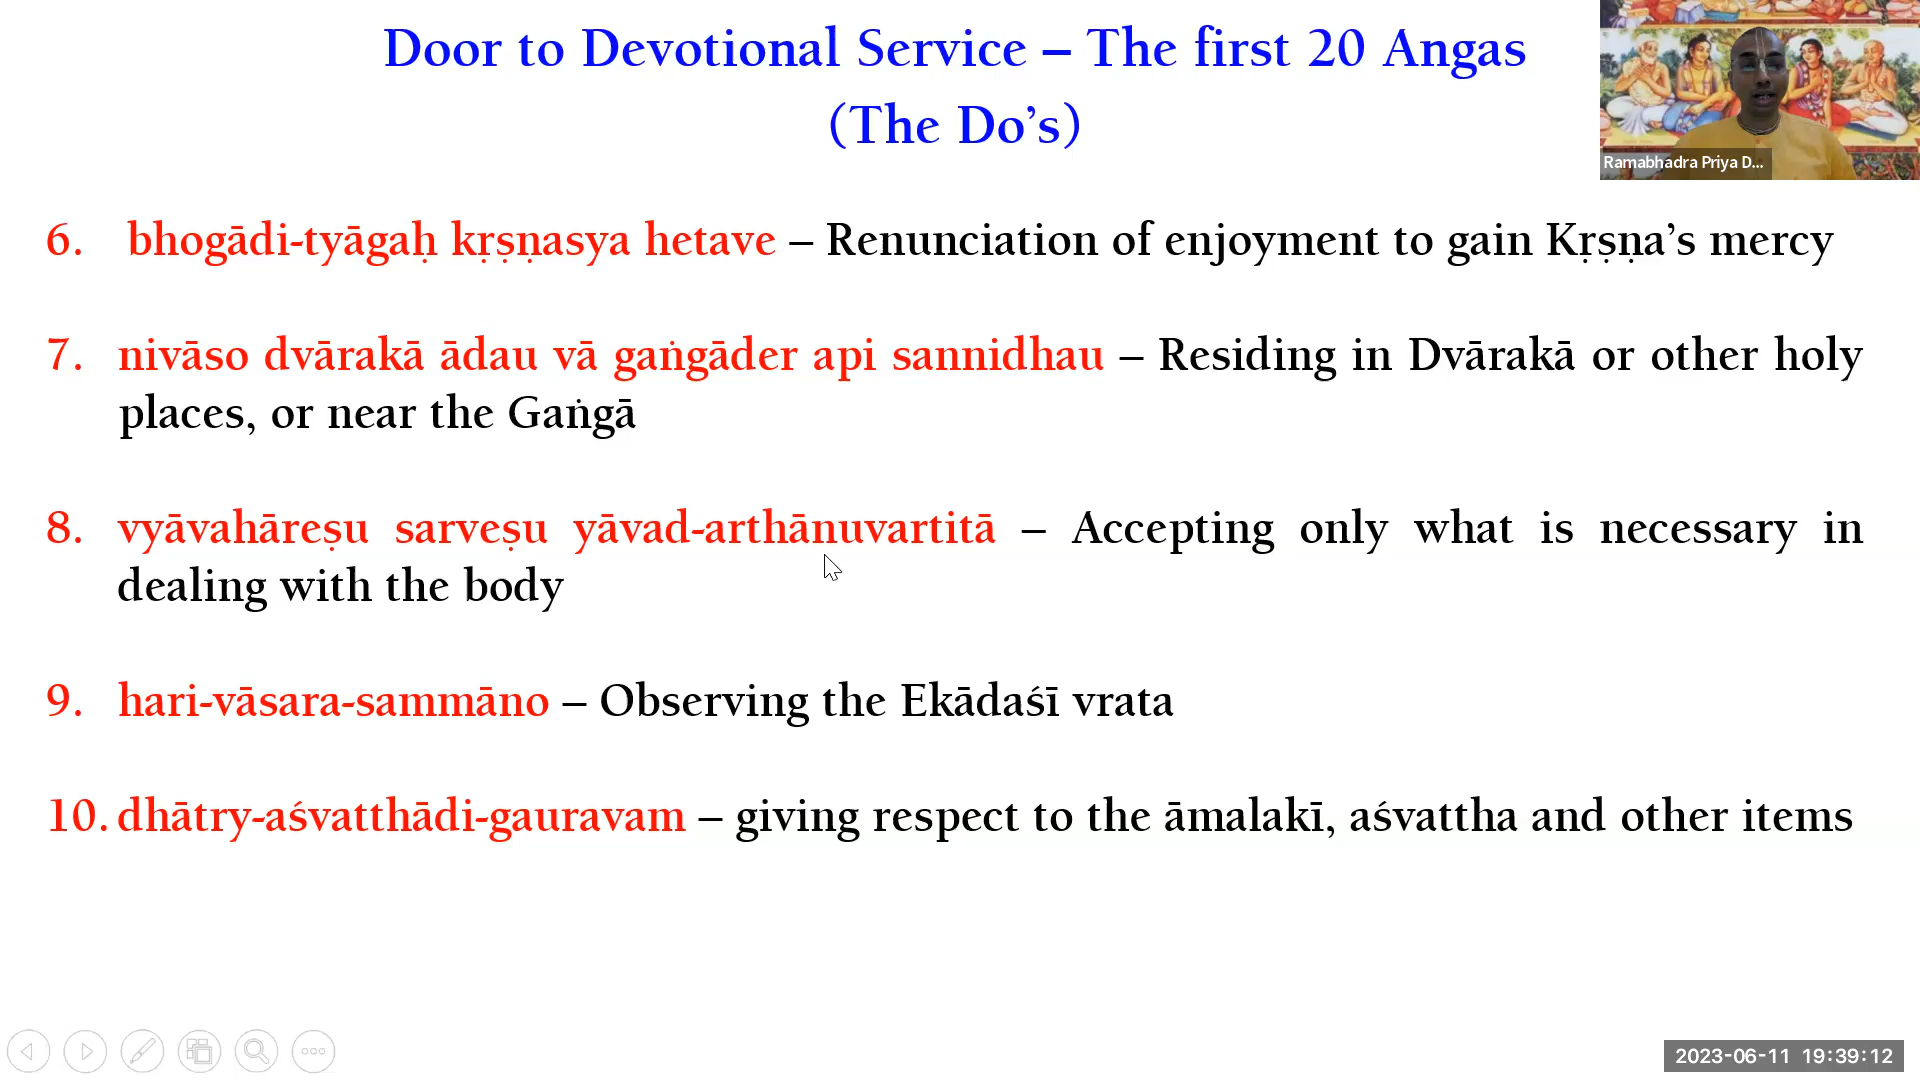 Door to Devotional Service – The first 20 Angas
(The Do’s)
Ramabhadra Priya D...
6. bhogādi-tyāgaḥ kṛṣṇasya hetave – Renunciation of enjoyment to gain Kṛṣṇa’s mercy
7. nivāso dvārakā ādau vā gaṅgāder api sannidhau – Residing in Dvārakā or other holy
places, or near the Gaṅgā
8. vyāvahāreṣu sarveṣu yāvad-arthānuvartitā – Accepting only what is necessary in
dealing with the body
9. hari-vāsara-sammāno – Observing the Ekādaśī vrata
10. dhātry-aśvatthādi-gauravam – giving respect to the āmalakī, aśvattha and other items
2023-06-11 19:39:12